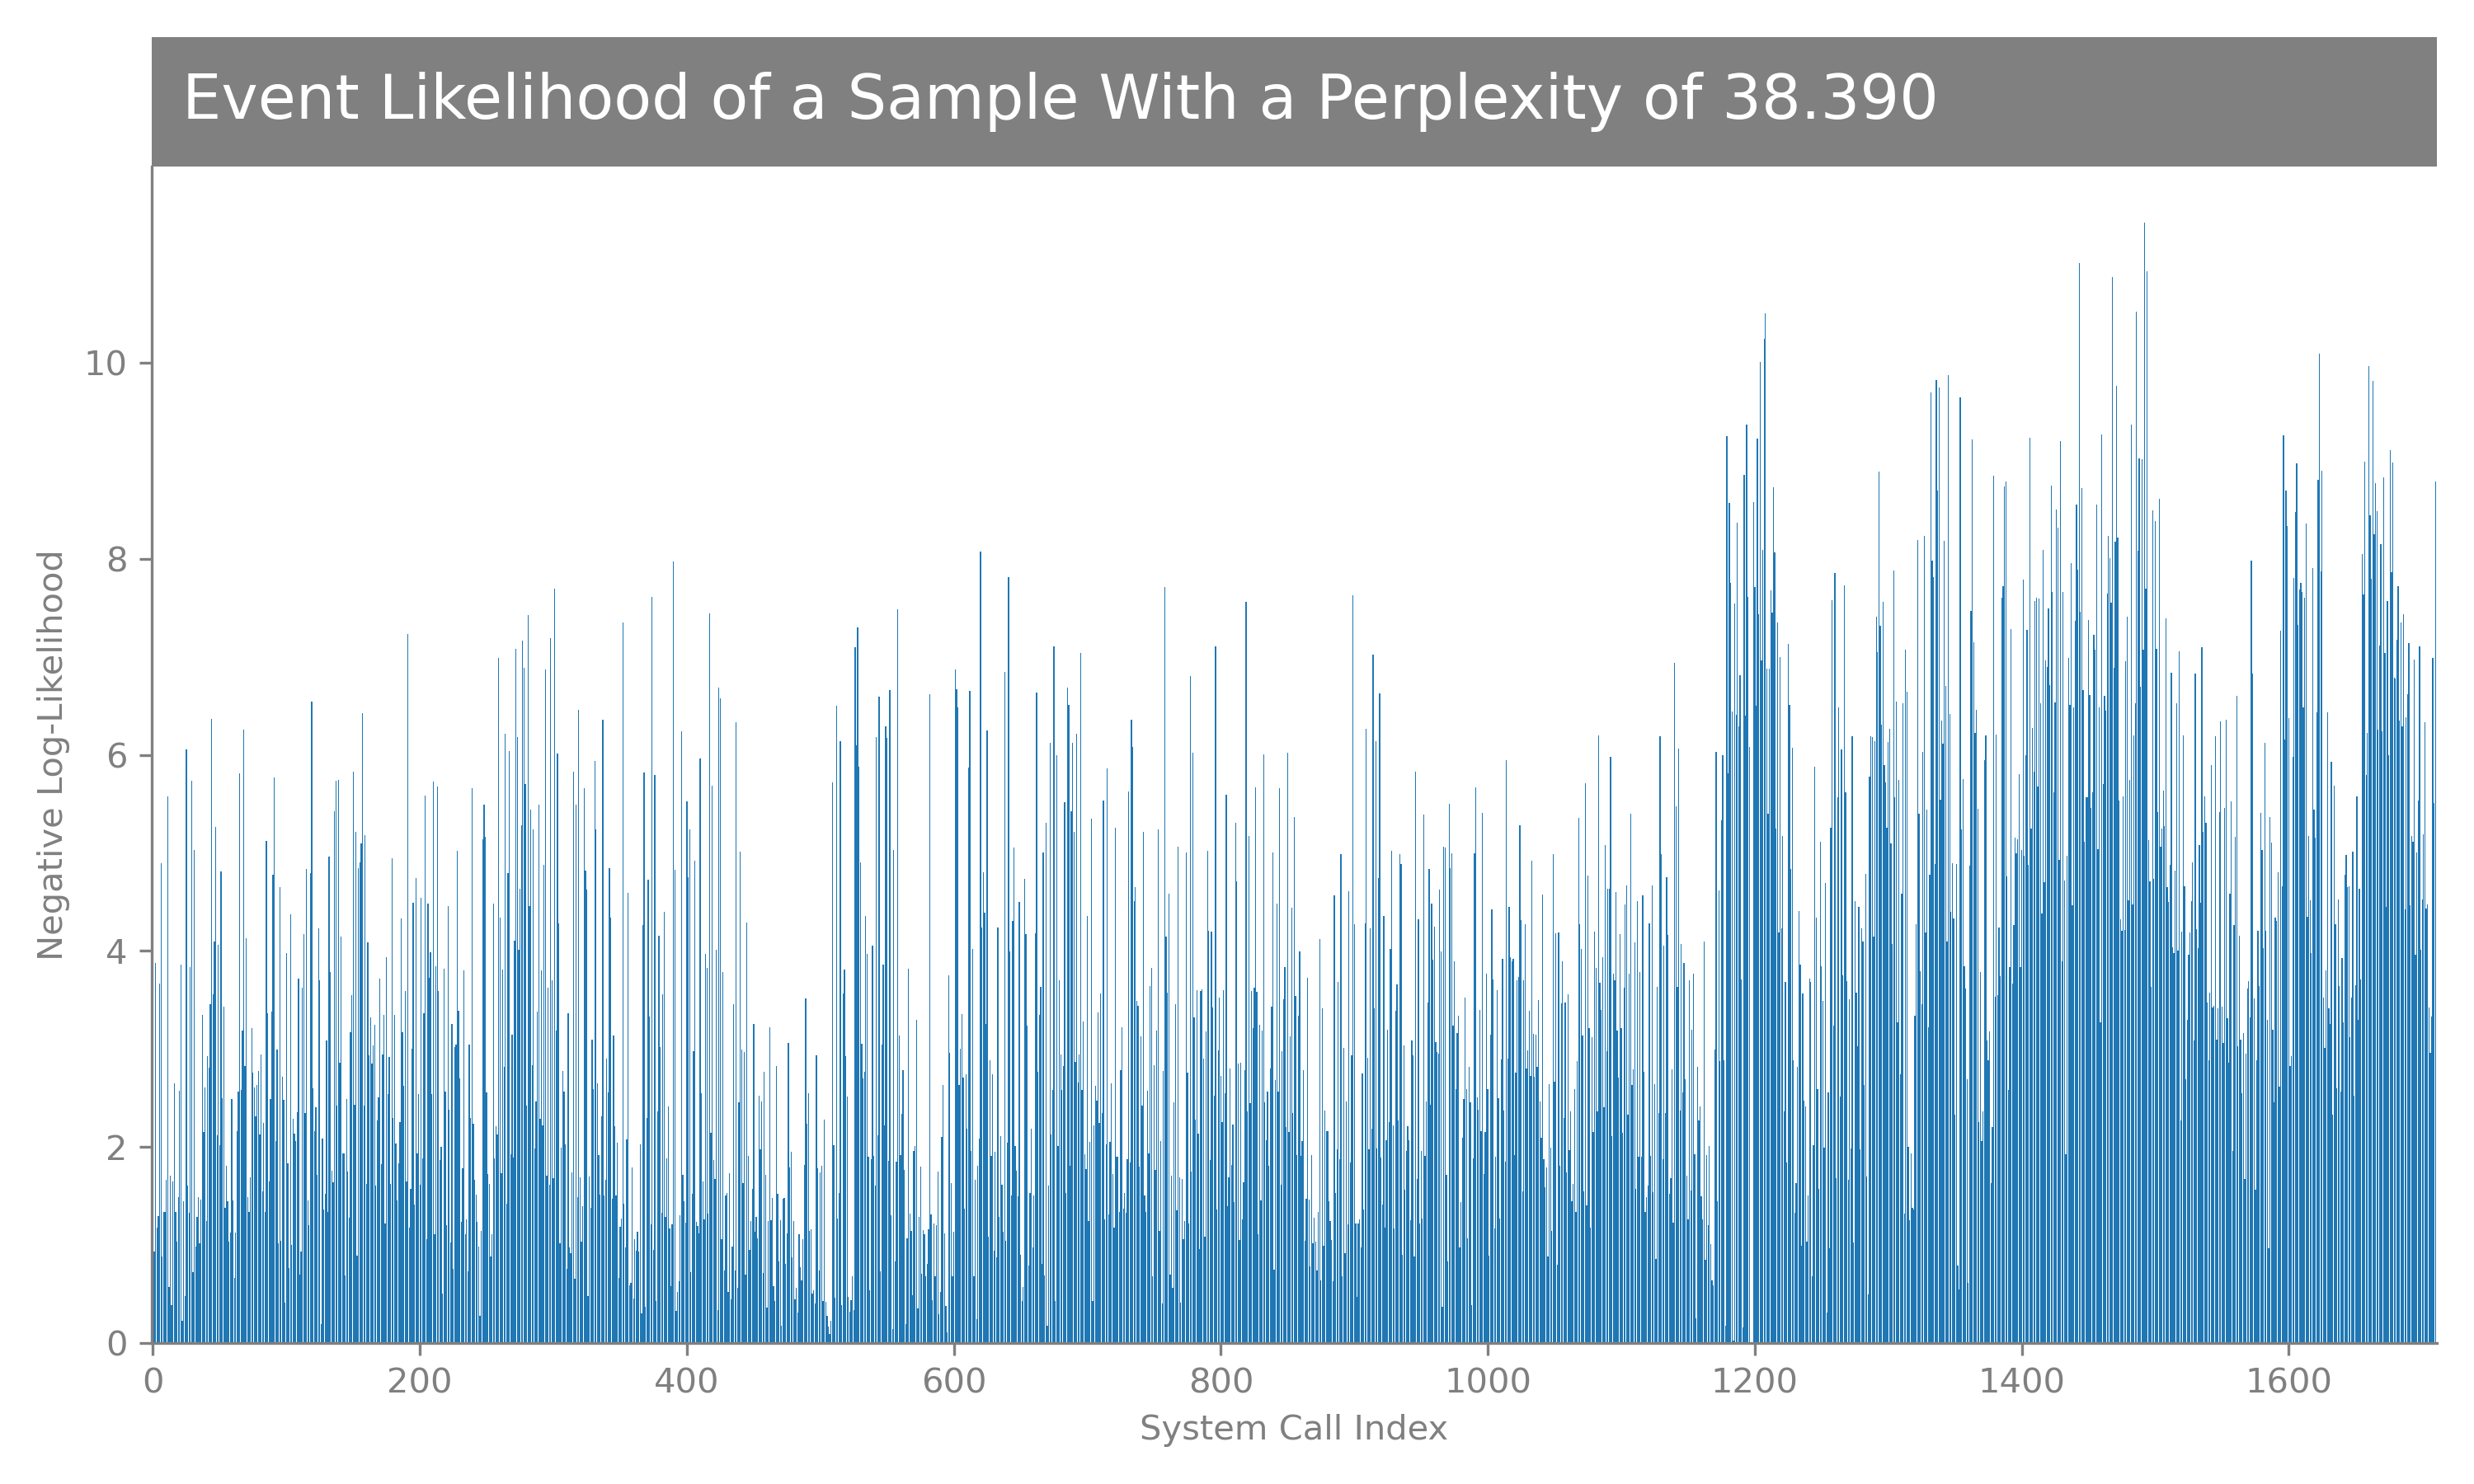 Event Likelihood of a Sample With a Perplexity of 38.390
Negative Log-Likelihood
10
8
6
4
2
0
0 200 400 600 800 1000 1200 1400 1600
System Call Index